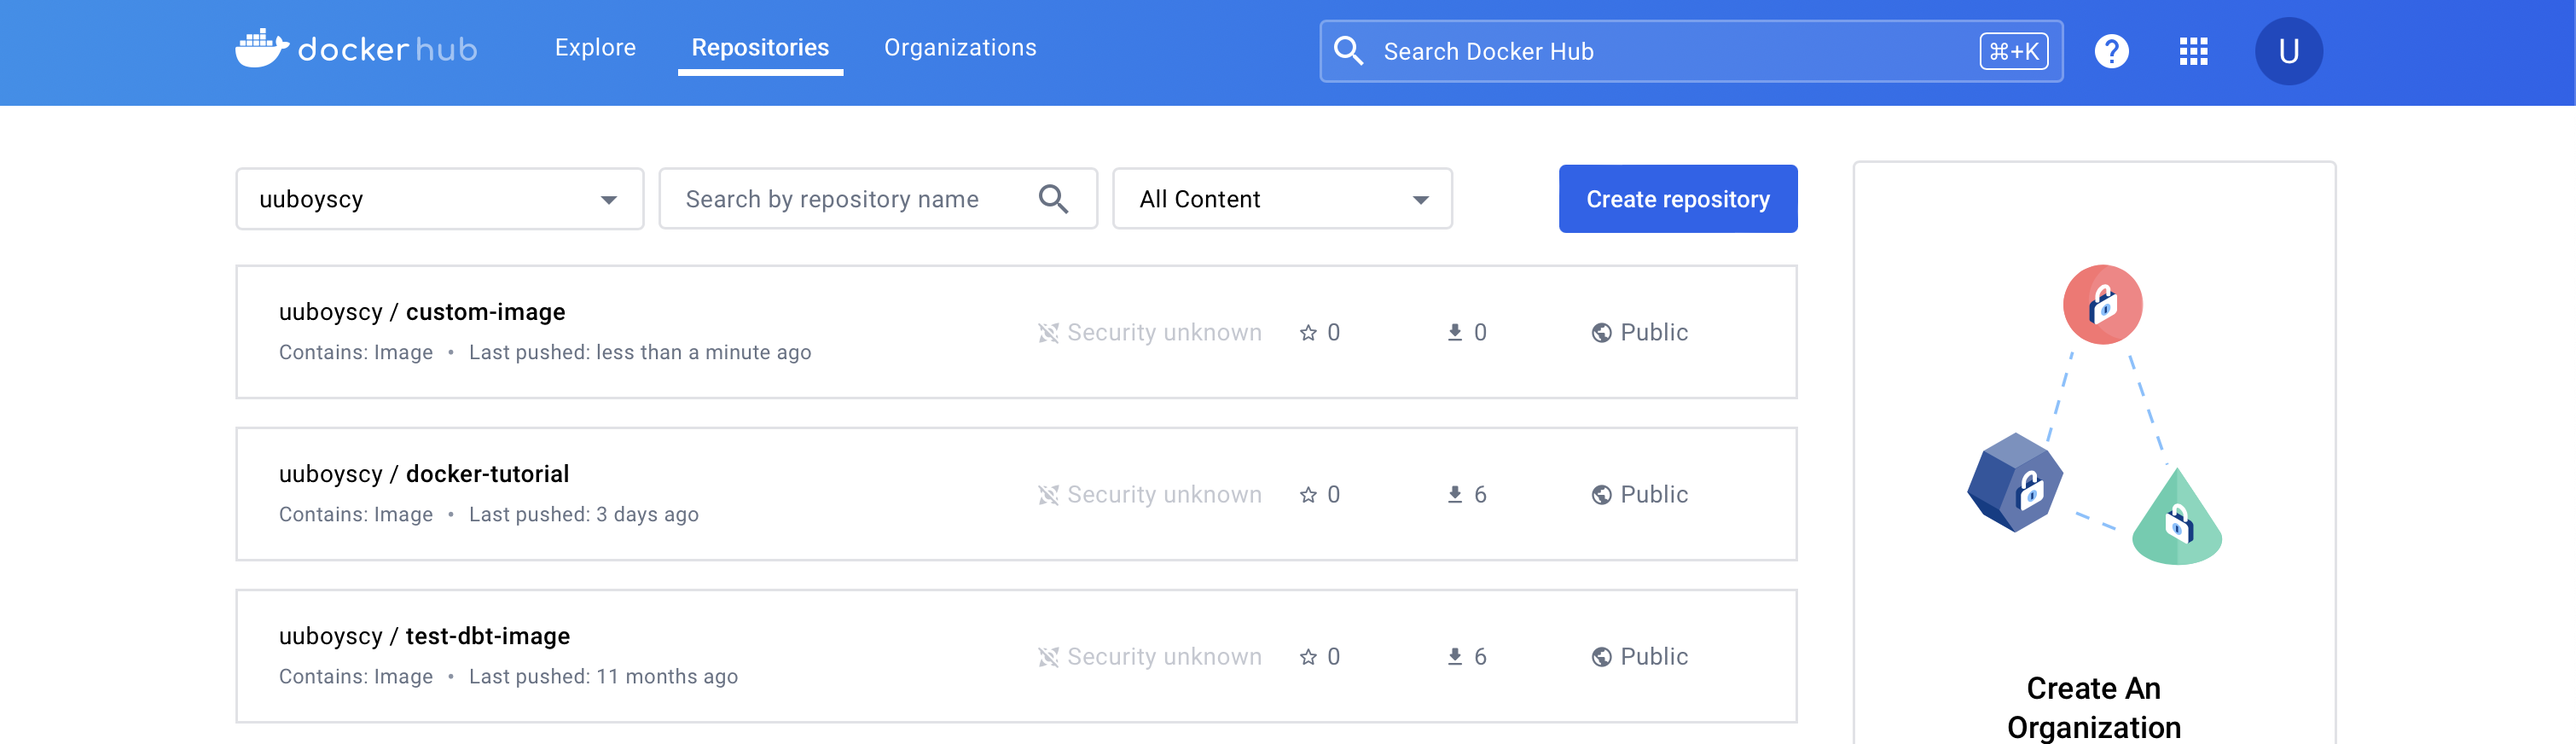 docker hub Explore Repositories Organizations Search Docker Hub ⌘+K ? U
uuboyscy Search by repository name All Content Create repository
uuboyscy / custom-image
Contains: Image • Last pushed: less than a minute ago
Security unknown 0 0 Public
uuboyscy / docker-tutorial
Contains: Image • Last pushed: 3 days ago
Security unknown 0 6 Public
uuboyscy / test-dbt-image
Contains: Image • Last pushed: 11 months ago
Security unknown 0 6 Public
Create An
Organization